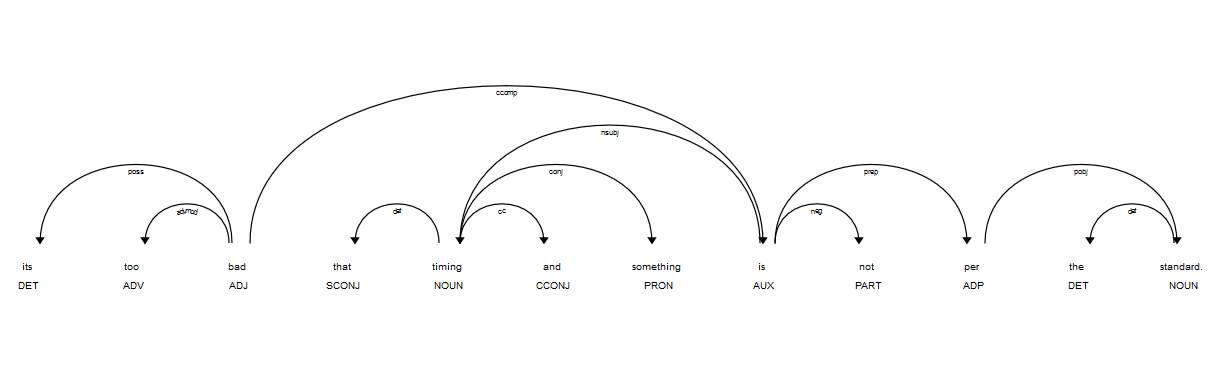 ccomp
nsubj
poss conj prep pobj
advmod det cc neg det
its too bad that timing and something is not per the standard.
DET ADV ADJ SCONJ NOUN CCONJ PRON AUX PART ADP DET NOUN